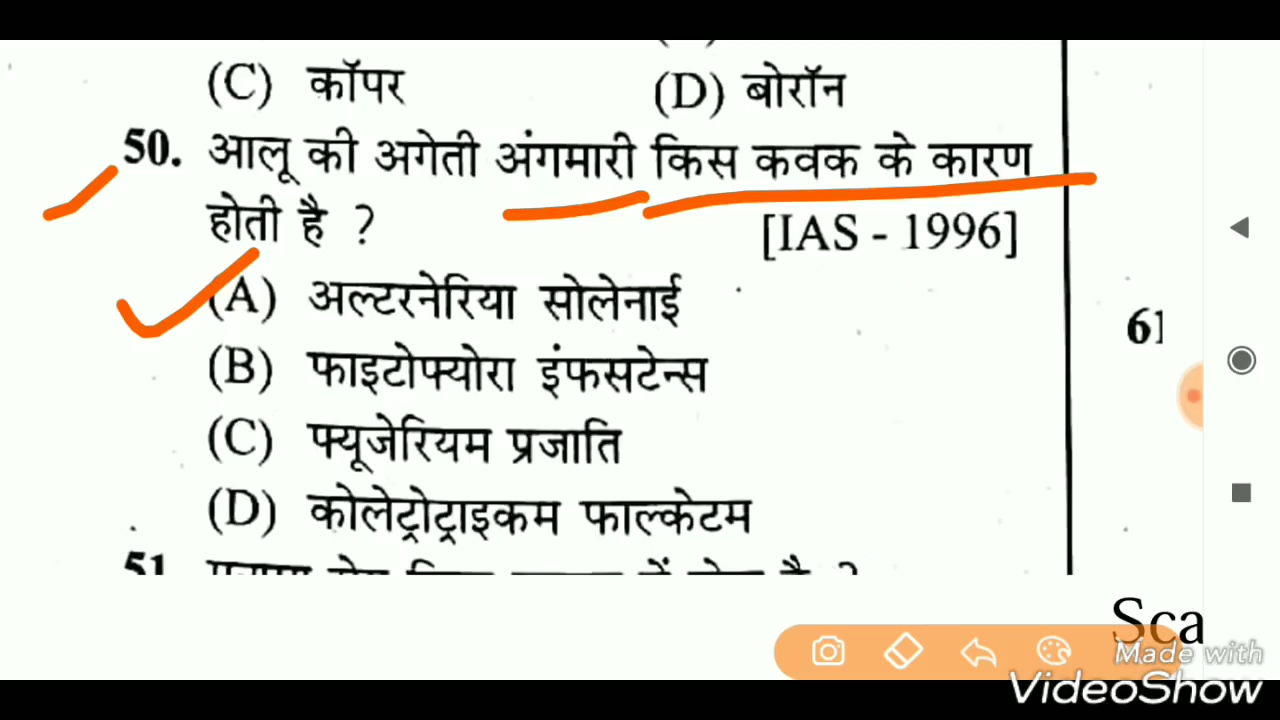 (C) कॉपर (D) बोरॉन
50. आलू की अगेती अंगमारी किस कवक के कारण
होती है ? [IAS - 1996]
(A) अल्टरनेरिया सोलेनाई
(B) फाइटोफ्योरा इंफसटेन्स
(C) फ्यूजेरियम प्रजाति
(D) कोलेट्रोट्राइकम फाल्केटम
51.
61
Sca
Made with
VideoShow